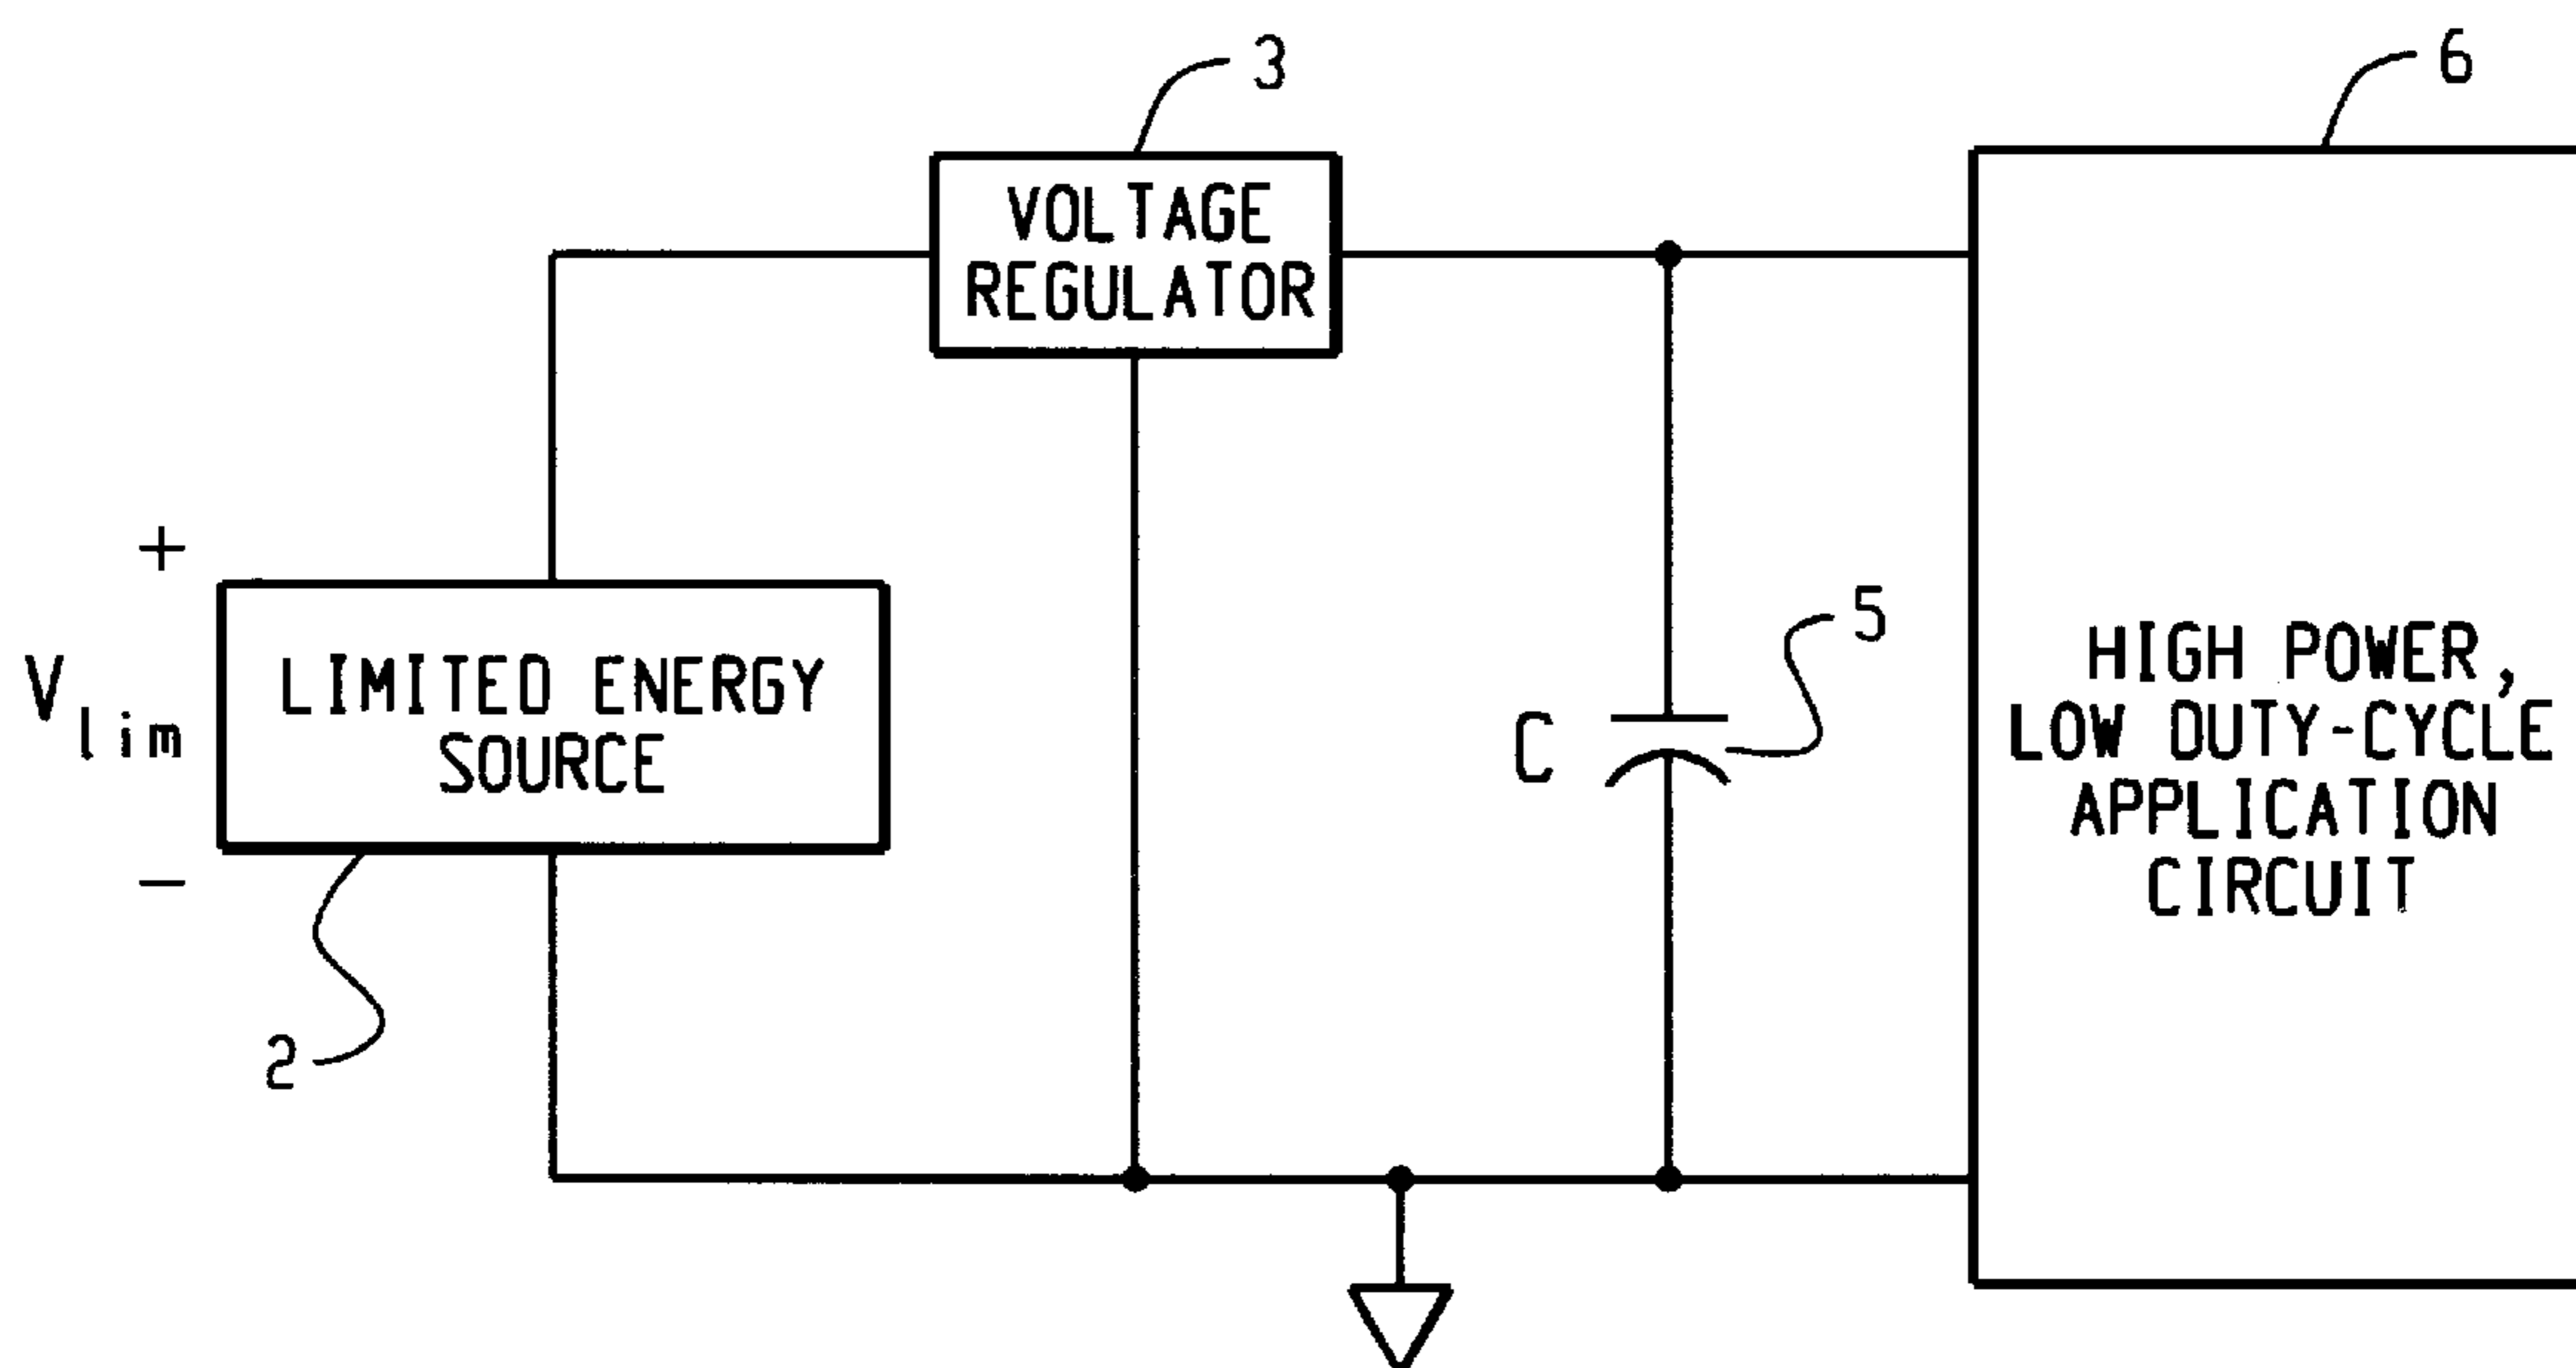 3
6
VOLTAGE
REGULATOR
+
V lim
−
LIMITED ENERGY
SOURCE
2
C
5
HIGH POWER,
LOW DUTY-CYCLE
APPLICATION
CIRCUIT